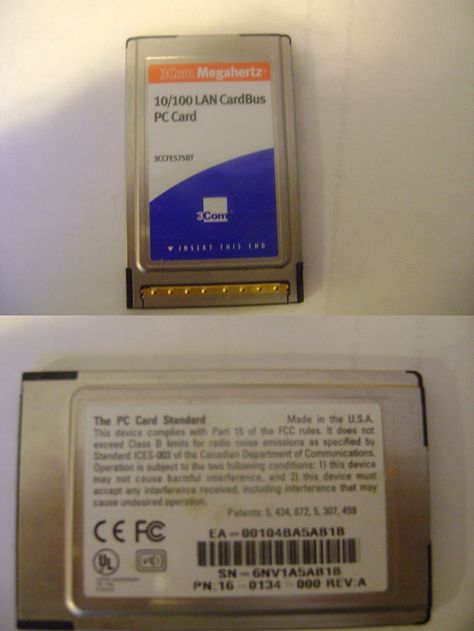 3Com Megahertz
10/100 LAN CardBus
PC Card
3CCFE575BT
3Com
INSERT THIS END
The PC Card Standard Made in the U.S.A.
This device complies with Part 15 of the FCC rules. It does not
exceed Class B limits for radio noise emissions as specified by
Standard ICES-003 of the Canadian Department of Communications.
Operation is subject to the two following conditions: 1) this device
may not cause harmful interference, and 2) this device must
accept any interference received, including interference that may
cause undesired operation.
Patents: 5, 434, 872, 5, 307, 459
CE FC
EA-00104BA5AB1B
UL VCI
SN-6NV1A5AB1B
PN:16-0134-000 REV:A